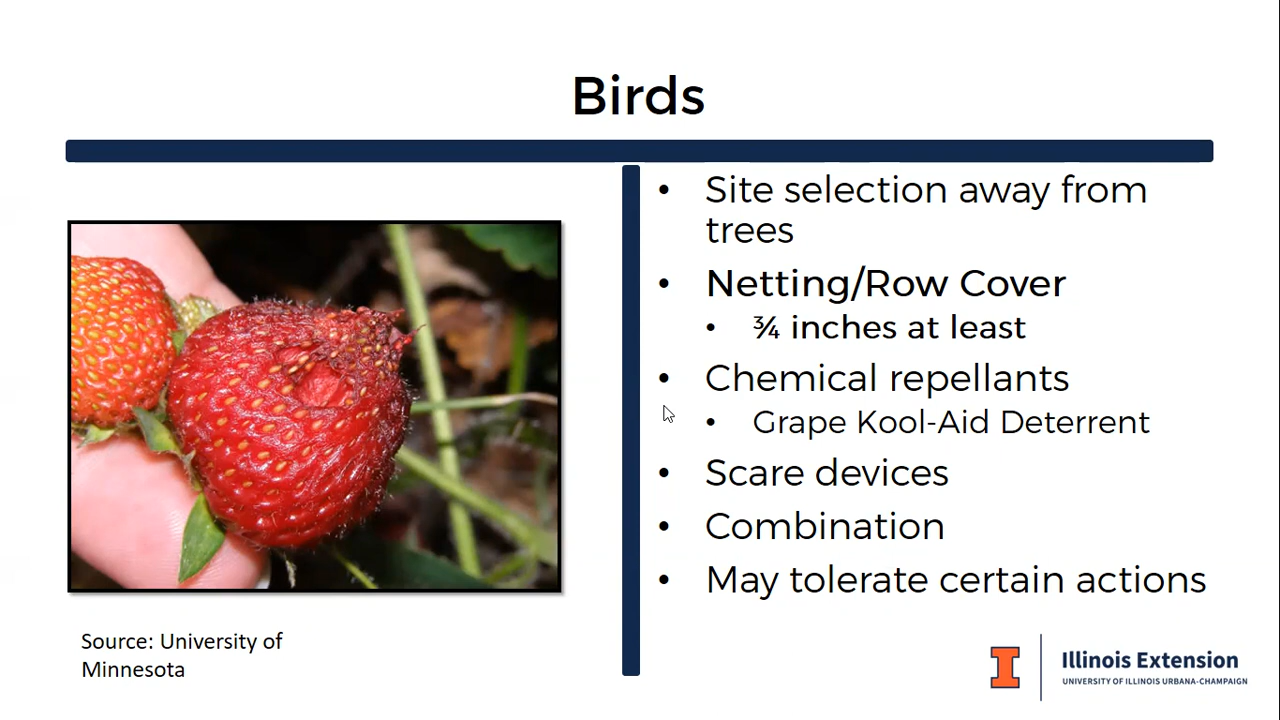 Birds
• Site selection away from
trees
• Netting/Row Cover
• ¾ inches at least
• Chemical repellants
• Grape Kool-Aid Deterrent
• Scare devices
• Combination
• May tolerate certain actions
Source: University of
Minnesota
I
Illinois Extension
UNIVERSITY OF ILLINOIS URBANA-CHAMPAIGN